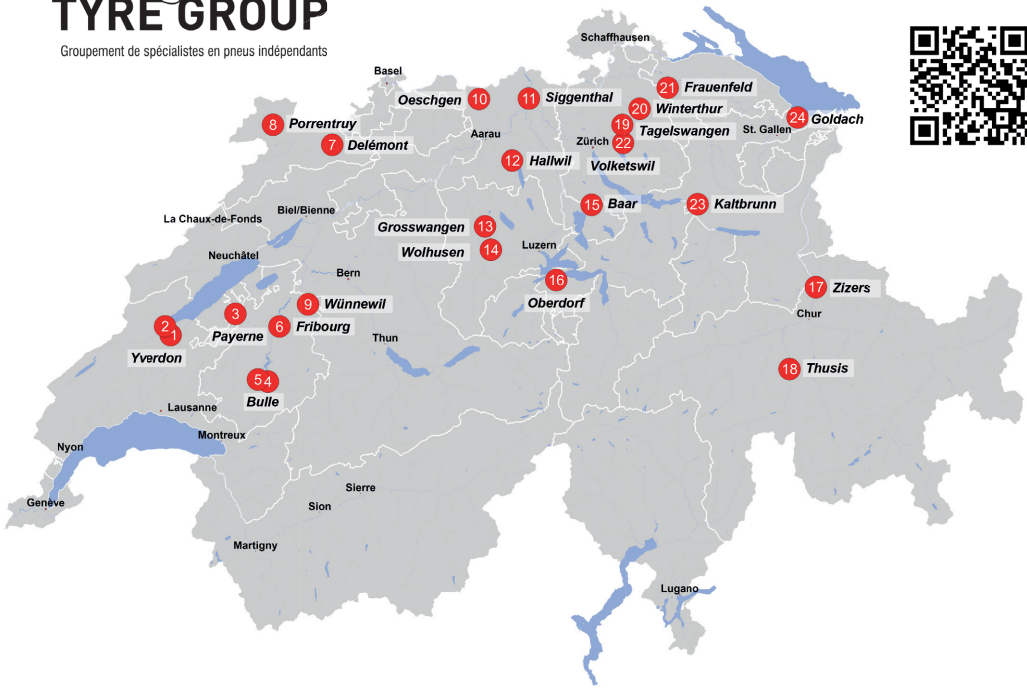 TYRE GROUP
Groupement de spécialistes en pneus indépendants
Schaffhausen
Basel
21 Frauenfeld
Oeschgen 10
11 Siggenthal
20 Winterthur
8 Porrentruy
Aarau
19 Tagelswangen
St. Gallen
24 Goldach
7 Delémont
Zürich
22
Volketswil
12 Hallwil
La Chaux-de-Fonds
Biel/Bienne
15 Baar
23 Kaltbrunn
Grosswangen 13
Wolhusen 14
Luzern
Neuchâtel
Bern
16
Oberdorf
17 Zizers
Chur
9 Wünnewil
3
Payerne
6 Fribourg
2 1
Yverdon
Thun
18 Thusis
5 4
Bulle
Lausanne
Montreux
Nyon
Genève
Sierre
Sion
Martigny
Lugano